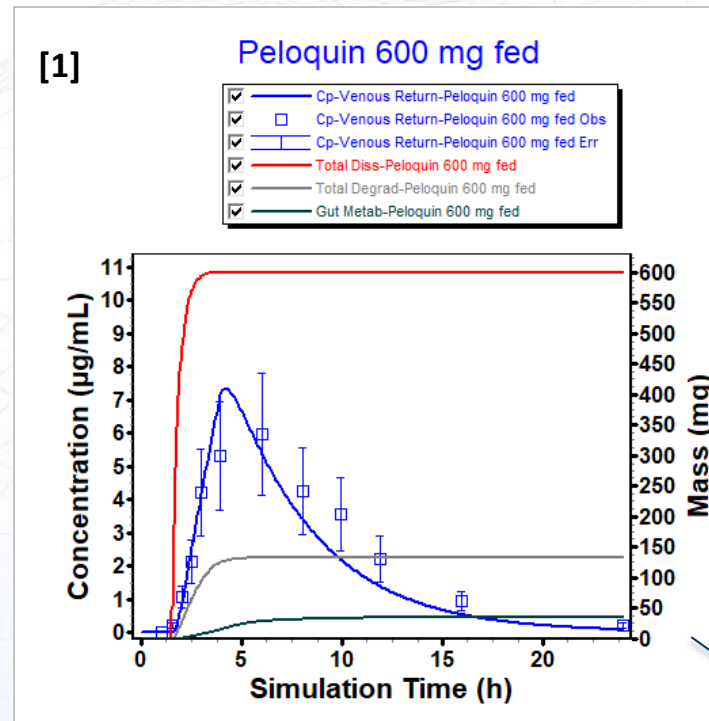 [1]
Peloquin 600 mg fed
Cp-Venous Return-Peloquin 600 mg fed
Cp-Venous Return-Peloquin 600 mg fed Obs
Cp-Venous Return-Peloquin 600 mg fed Err
Total Diss-Peloquin 600 mg fed
Total Degrad-Peloquin 600 mg fed
Gut Metab-Peloquin 600 mg fed
Concentration (µg/mL)
11
10
9
8
7
6
5
4
3
2
1
0
600
550
500
450
400
350
300
250
200
150
100
50
0
Mass (mg)
0 5 10 15 20
Simulation Time (h)